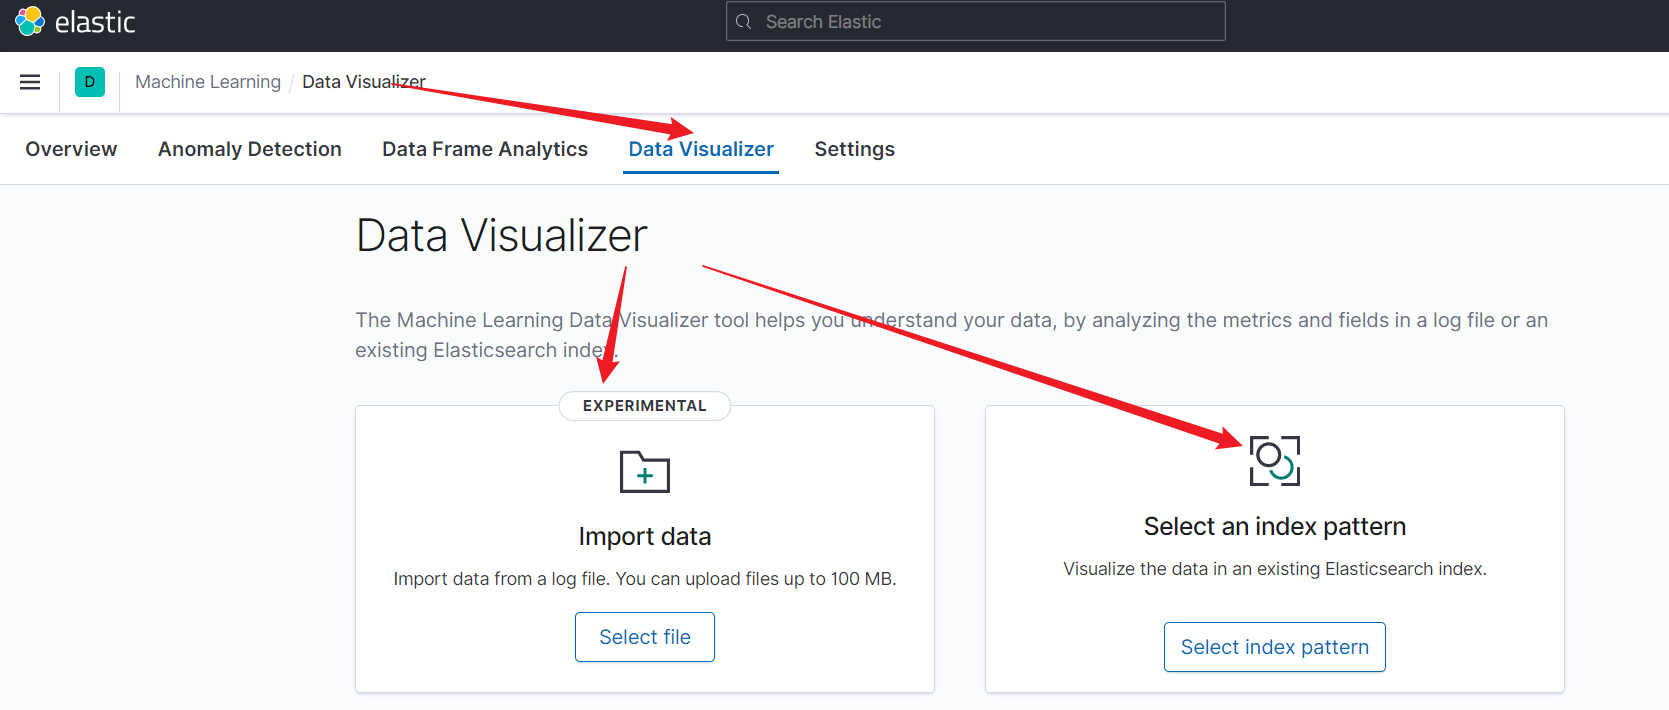 elastic
Search Elastic
D
Machine Learning / Data Visualizer
Overview
Anomaly Detection
Data Frame Analytics
Data Visualizer
Settings
Data Visualizer
The Machine Learning Data Visualizer tool helps you understand your data, by analyzing the metrics and fields in a log file or an
existing Elasticsearch index.
EXPERIMENTAL
Import data
Import data from a log file. You can upload files up to 100 MB.
Select file
Select an index pattern
Visualize the data in an existing Elasticsearch index.
Select index pattern